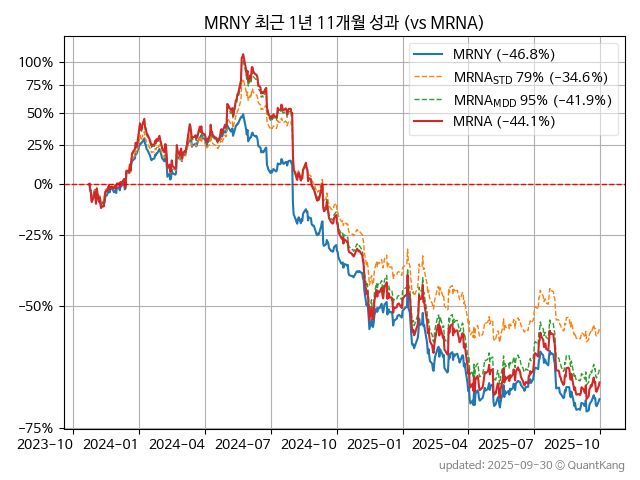 MRNY 최근 1년 11개월 성과 (vs MRNA)
MRNY (−46.8%)
MRNA_STD 79% (−34.6%)
MRNA_MDD 95% (−41.9%)
MRNA (−44.1%)
100%
75%
50%
25%
0%
−25%
−50%
−75%
2023-10 2024-01 2024-04 2024-07 2024-10 2025-01 2025-04 2025-07 2025-10
updated: 2025-09-30 © QuantKang